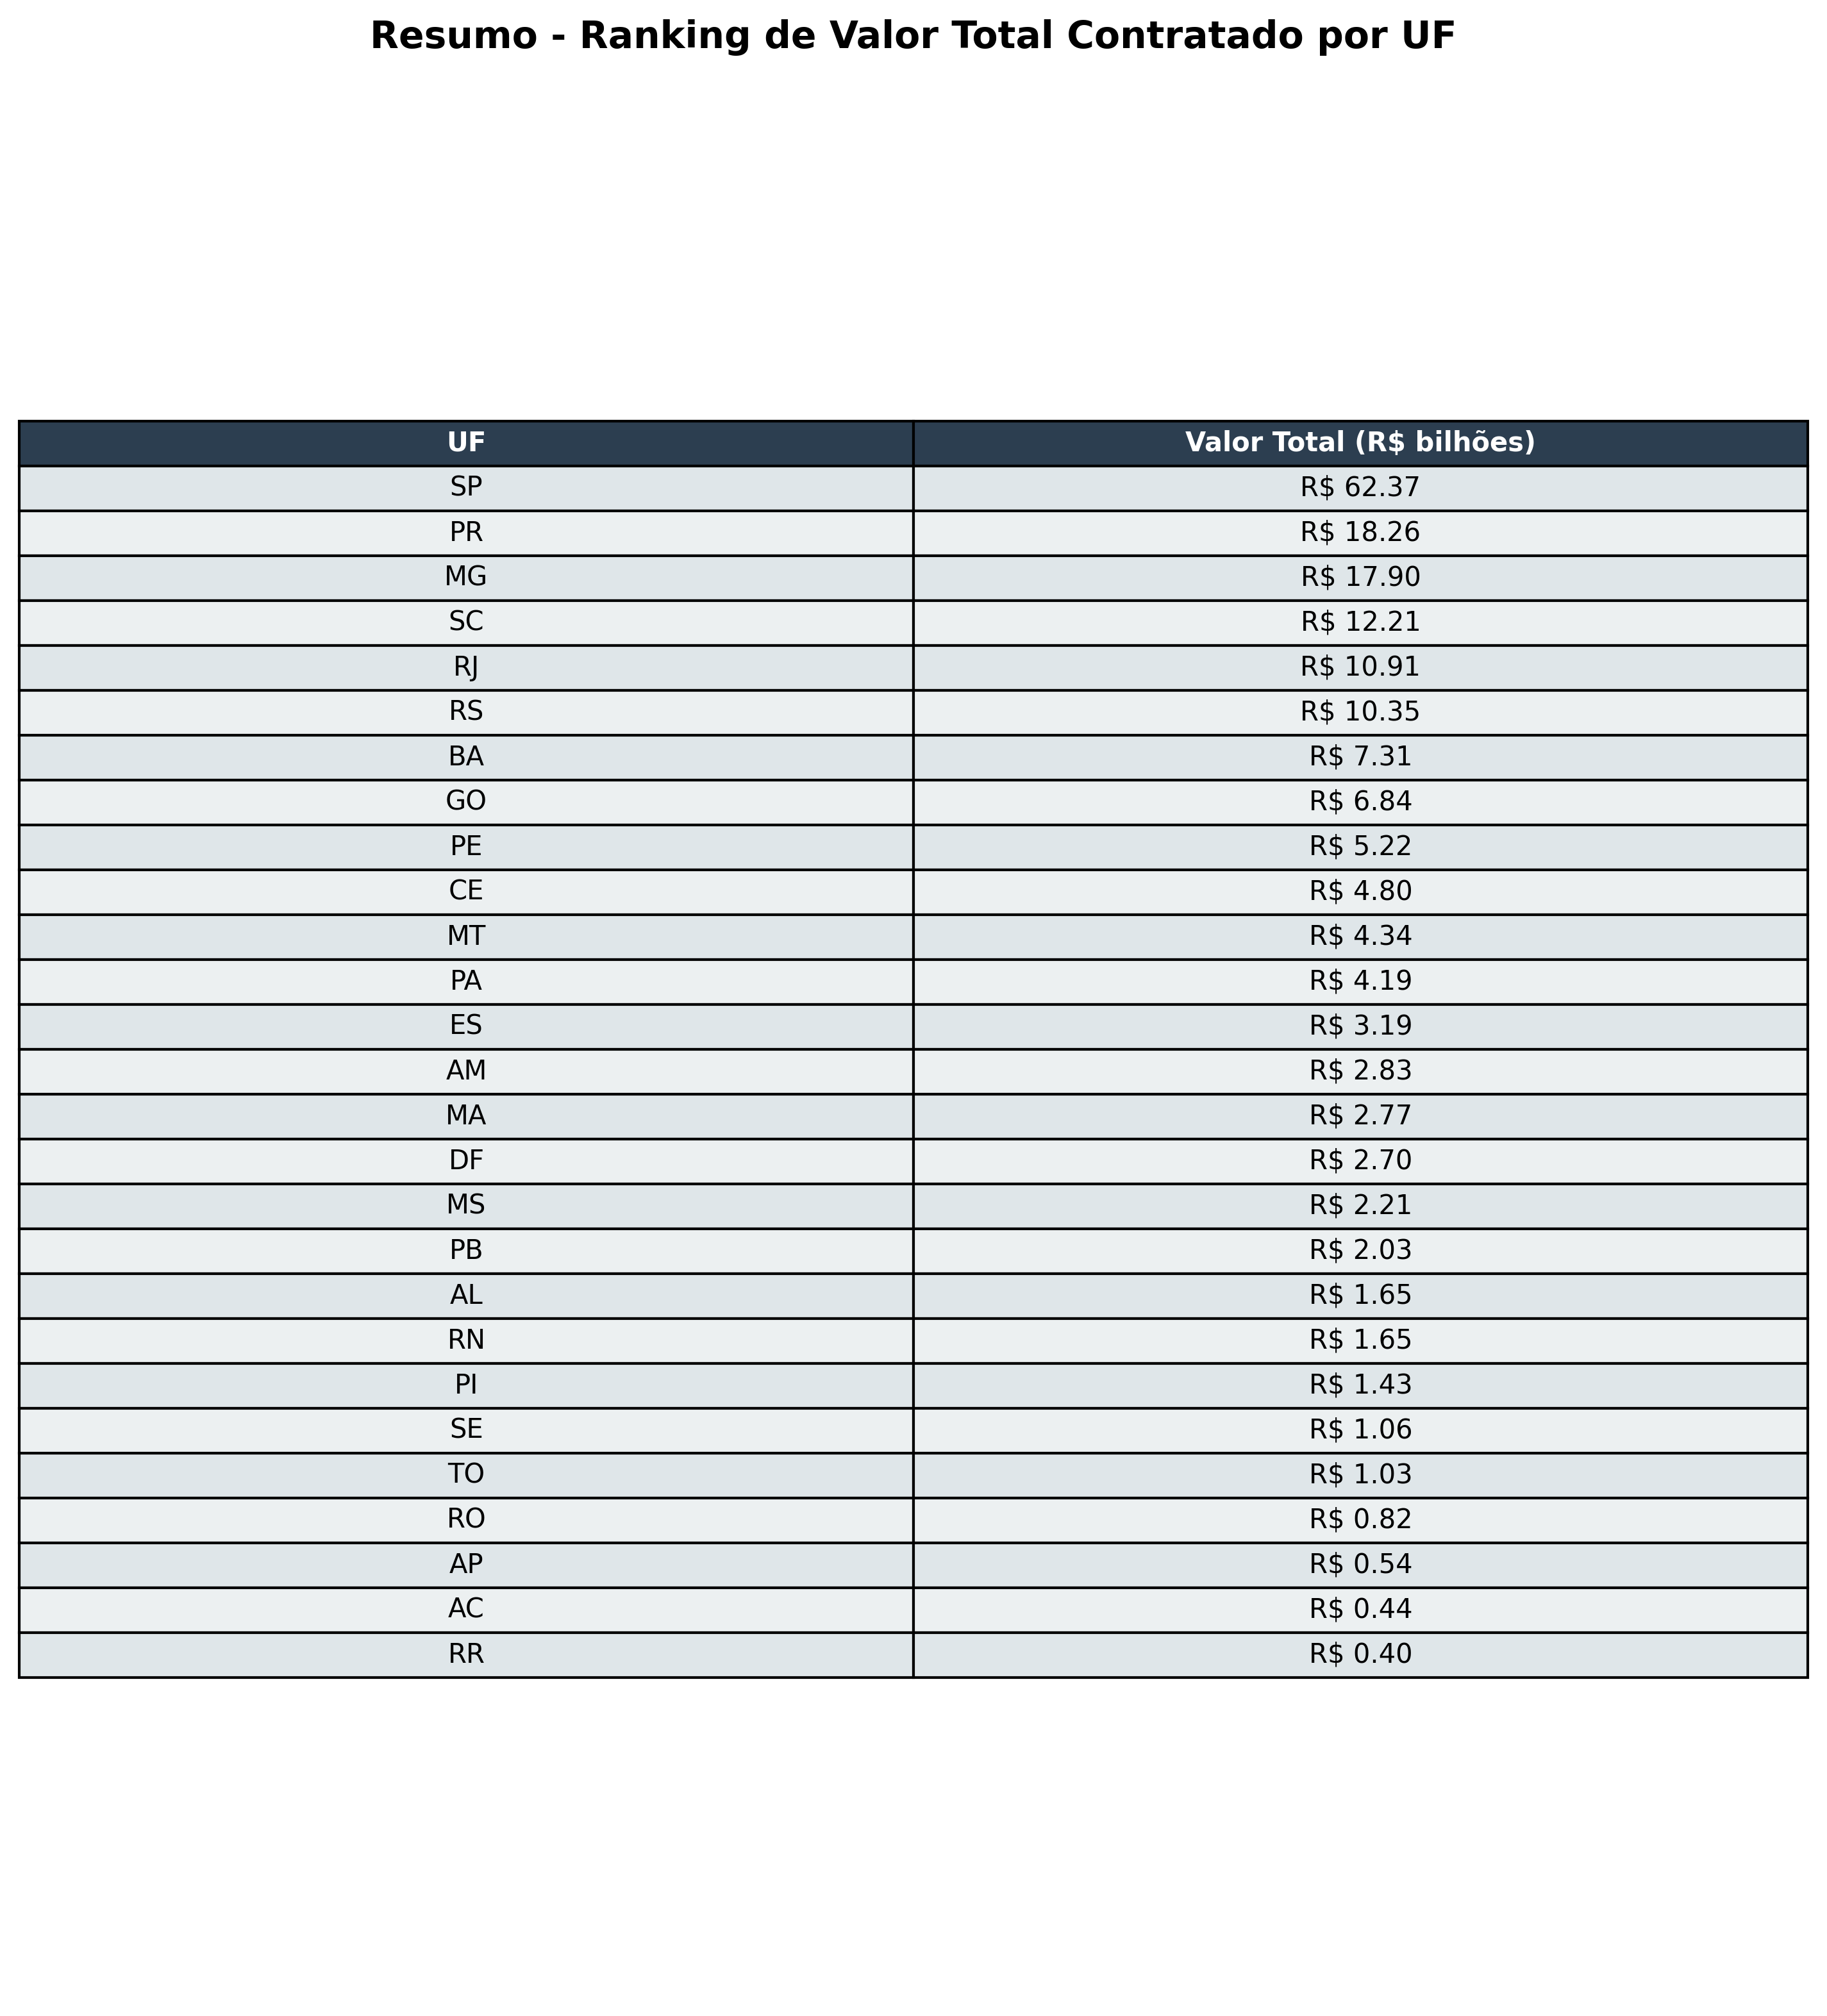 Resumo - Ranking de Valor Total Contratado por UF
UF Valor Total (R$ bilhões)
SP R$ 62.37
PR R$ 18.26
MG R$ 17.90
SC R$ 12.21
RJ R$ 10.91
RS R$ 10.35
BA R$ 7.31
GO R$ 6.84
PE R$ 5.22
CE R$ 4.80
MT R$ 4.34
PA R$ 4.19
ES R$ 3.19
AM R$ 2.83
MA R$ 2.77
DF R$ 2.70
MS R$ 2.21
PB R$ 2.03
AL R$ 1.65
RN R$ 1.65
PI R$ 1.43
SE R$ 1.06
TO R$ 1.03
RO R$ 0.82
AP R$ 0.54
AC R$ 0.44
RR R$ 0.40